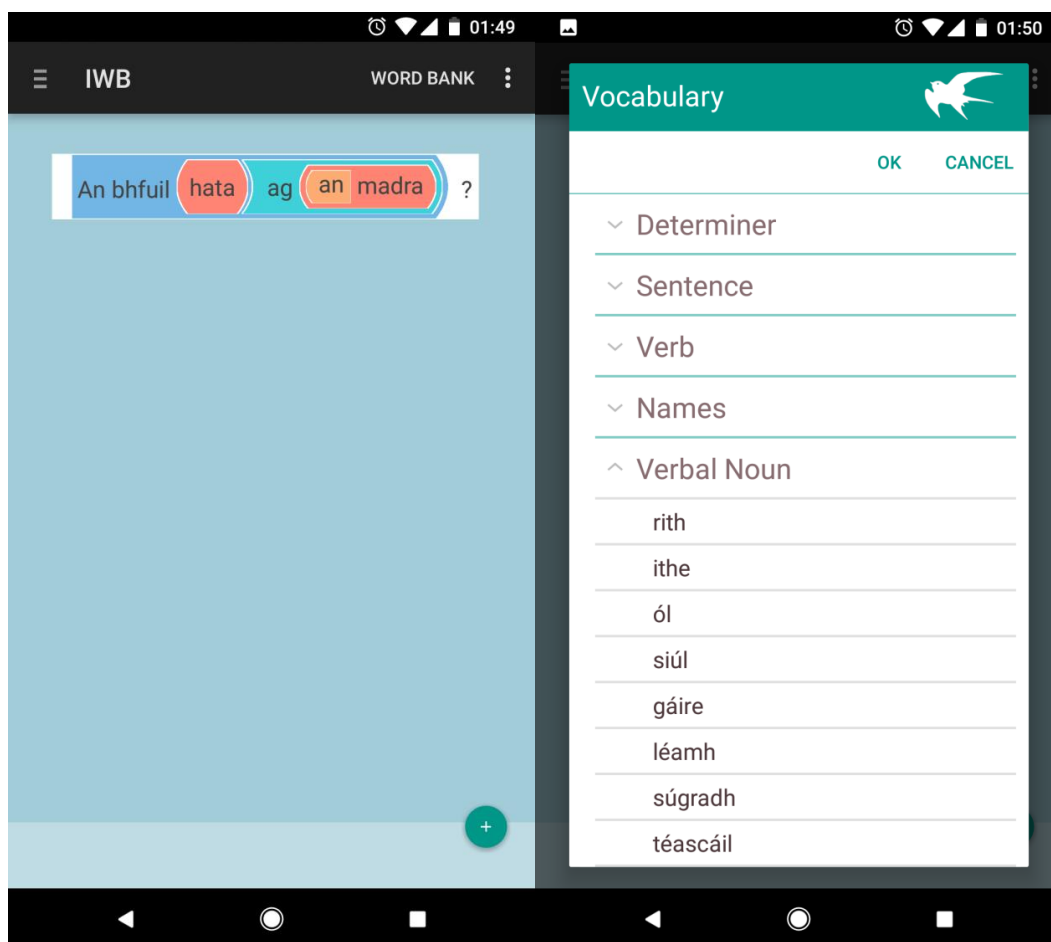 01:49
IWB WORD BANK
An bhfuil hata ag an madra ?
+
01:50
Vocabulary
OK CANCEL
Determiner
Sentence
Verb
Names
Verbal Noun
rith
ithe
ól
siúl
gáire
léamh
súgradh
téascáil